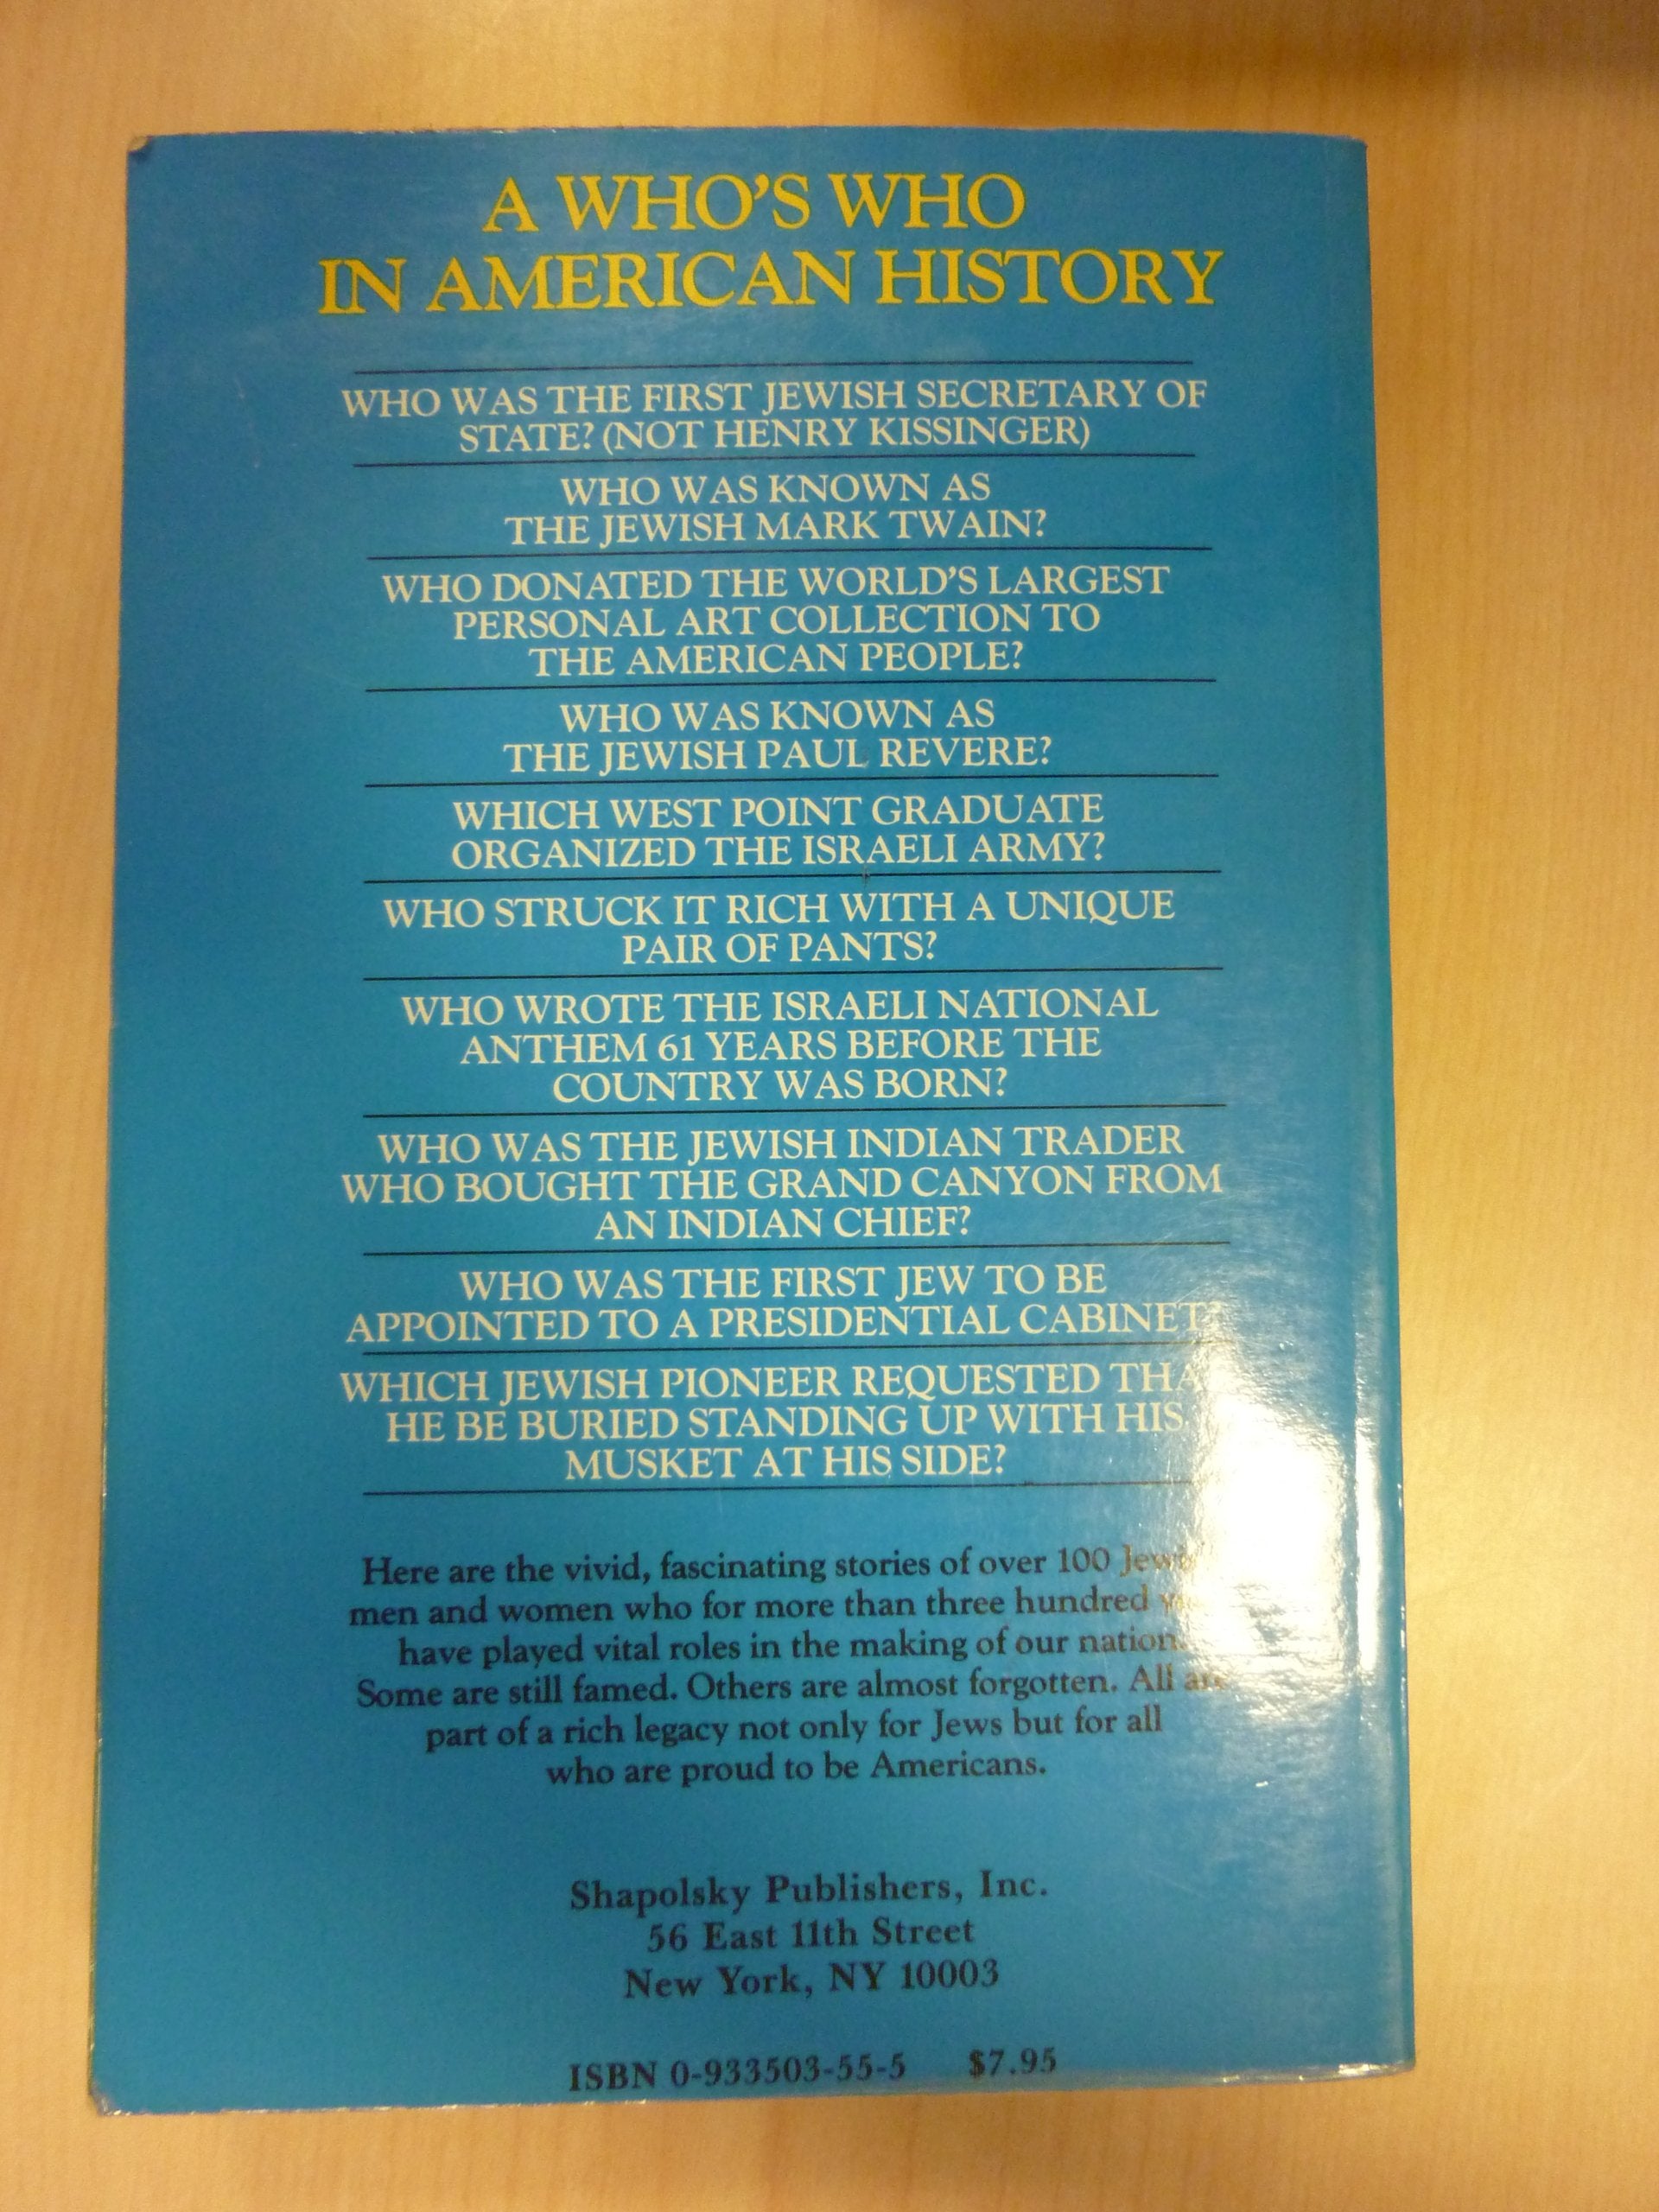 A WHO'S WHO
IN AMERICAN HISTORY
WHO WAS THE FIRST JEWISH SECRETARY OF
STATE? (NOT HENRY KISSINGER)
WHO WAS KNOWN AS
THE JEWISH MARK TWAIN?
WHO DONATED THE WORLD'S LARGEST
PERSONAL ART COLLECTION TO
THE AMERICAN PEOPLE?
WHO WAS KNOWN AS
THE JEWISH PAUL REVERE?
WHICH WEST POINT GRADUATE
ORGANIZED THE ISRAELI ARMY?
WHO STRUCK IT RICH WITH A UNIQUE
PAIR OF PANTS?
WHO WROTE THE ISRAELI NATIONAL
ANTHEM 61 YEARS BEFORE THE
COUNTRY WAS BORN?
WHO WAS THE JEWISH INDIAN TRADER
WHO BOUGHT THE GRAND CANYON FROM
AN INDIAN CHIEF?
WHO WAS THE FIRST JEW TO BE
APPOINTED TO A PRESIDENTIAL CABINET?
WHICH JEWISH PIONEER REQUESTED THAT
HE BE BURIED STANDING UP WITH HIS
MUSKET AT HIS SIDE?
Here are the vivid, fascinating stories of over 100 Jewish
men and women who for more than three hundred
have played vital roles in the making of our nation.
Some are still famed. Others are almost forgotten. All are
part of a rich legacy not only for Jews but for all
who are proud to be Americans.
Shapolsky Publishers, Inc.
56 East 11th Street
New York, NY 10003
ISBN 0-933503-55-5 $7.95